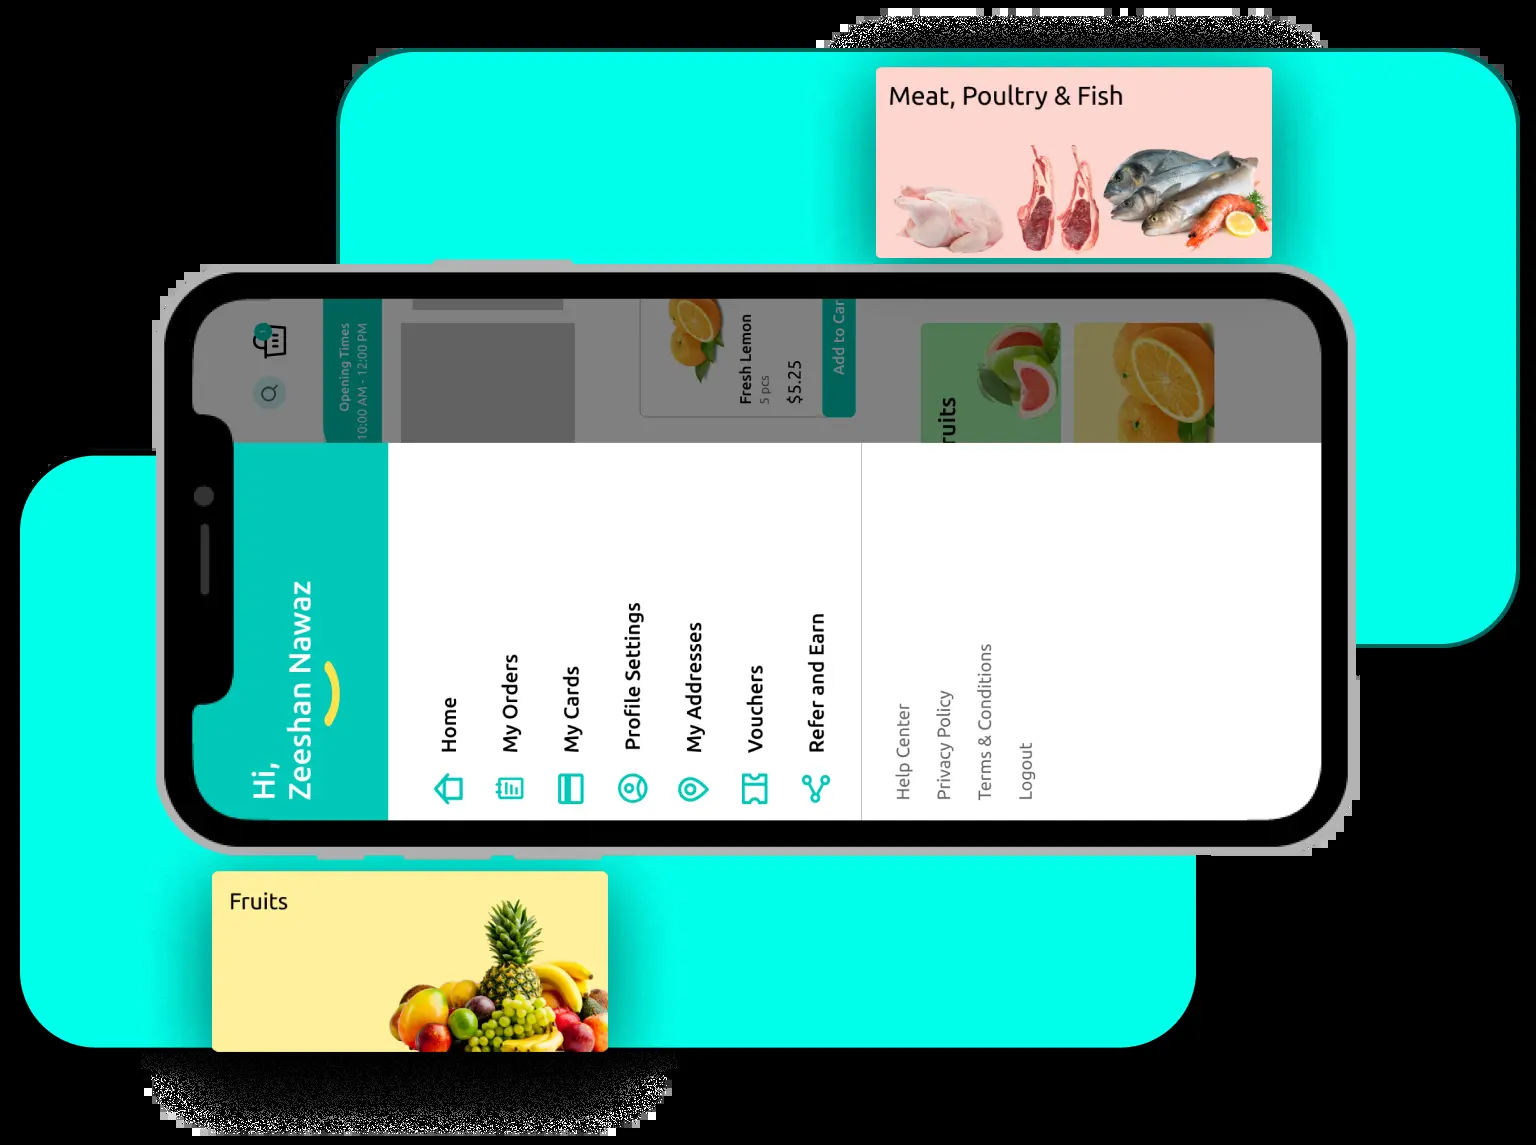 Meat, Poultry & Fish
1
Opening Times
10:00 AM - 12:00 PM
Fresh Lemon
5 pcs
$5.25
Add to Car
ruits
Hi,
Zeeshan Nawaz
Home
My Orders
My Cards
Profile Settings
My Addresses
Vouchers
Refer and Earn
Help Center
Privacy Policy
Terms & Conditions
Logout
Fruits